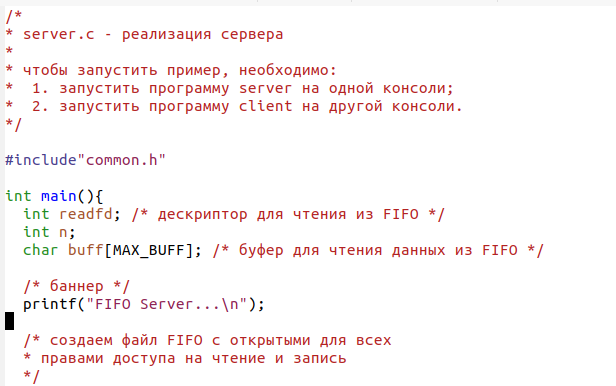 /*
* server.c - реализация сервера
*
* чтобы запустить пример, необходимо:
*  1. запустить программу server на одной консоли;
*  2. запустить программу client на другой консоли.
*/
#include"common.h"
int main(){
  int readfd; /* дескриптор для чтения из FIFO */
  int n;
  char buff[MAX_BUFF]; /* буфер для чтения данных из FIFO */
  /* баннер */
  printf("FIFO Server...\n");
  /* создаем файл FIFO с открытыми для всех
  * правами доступа на чтение и запись
  */